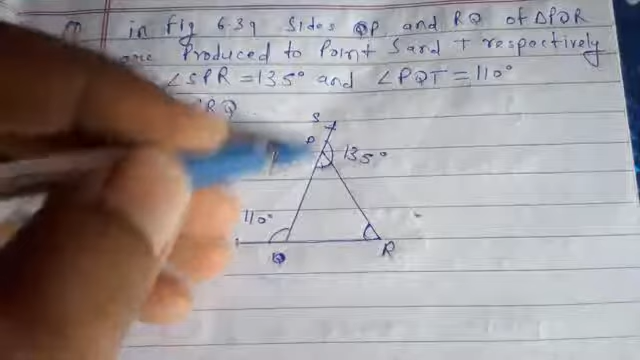 in Fig 6.39 Sides QP and RQ of ΔPQR
are Produced to Point S and T respectively
∠SPR = 135° and ∠PQT = 110°
RQ
S
P
135°
110°
Q
R